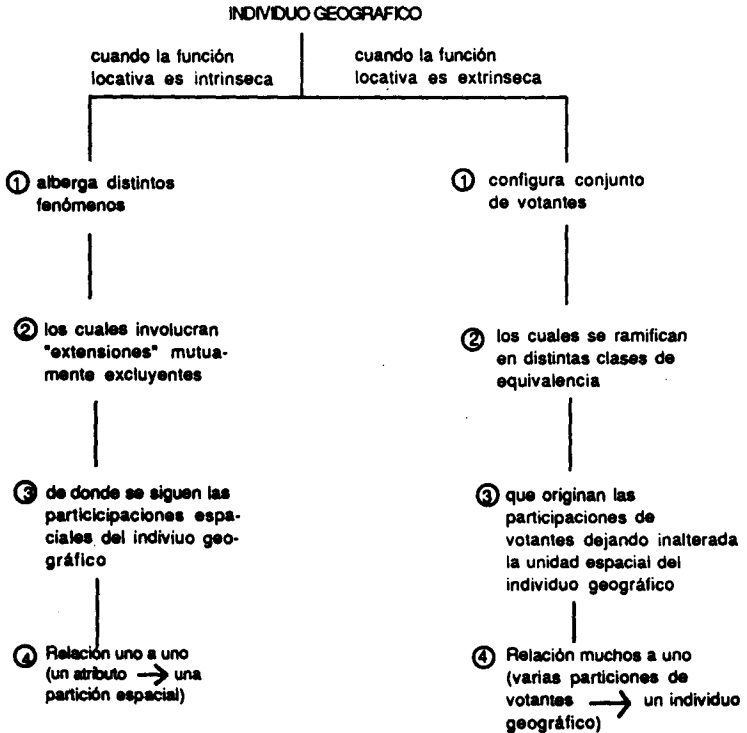 INDIVIDUO GEOGRAFICO
cuando la función
locativa es intrinseca
cuando la función
locativa es extrinseca
① alberga distintos
fenómenos
② los cuales involucran
"extensiones" mutua-
mente excluyentes
③ de donde se siguen las
particicipaciones espa-
ciales del indiviuo geo-
gráfico
④ Relación uno a uno
(un atributo → una
partición espacial)
① configura conjunto
de votantes
② los cuales se ramifican
en distintas clases de
equivalencia
③ que originan las
participaciones de
votantes dejando inalterada
la unidad espacial del
individuo geográfico
④ Relación muchos a uno
(varias particiones de
votantes → un individuo
geográfico)